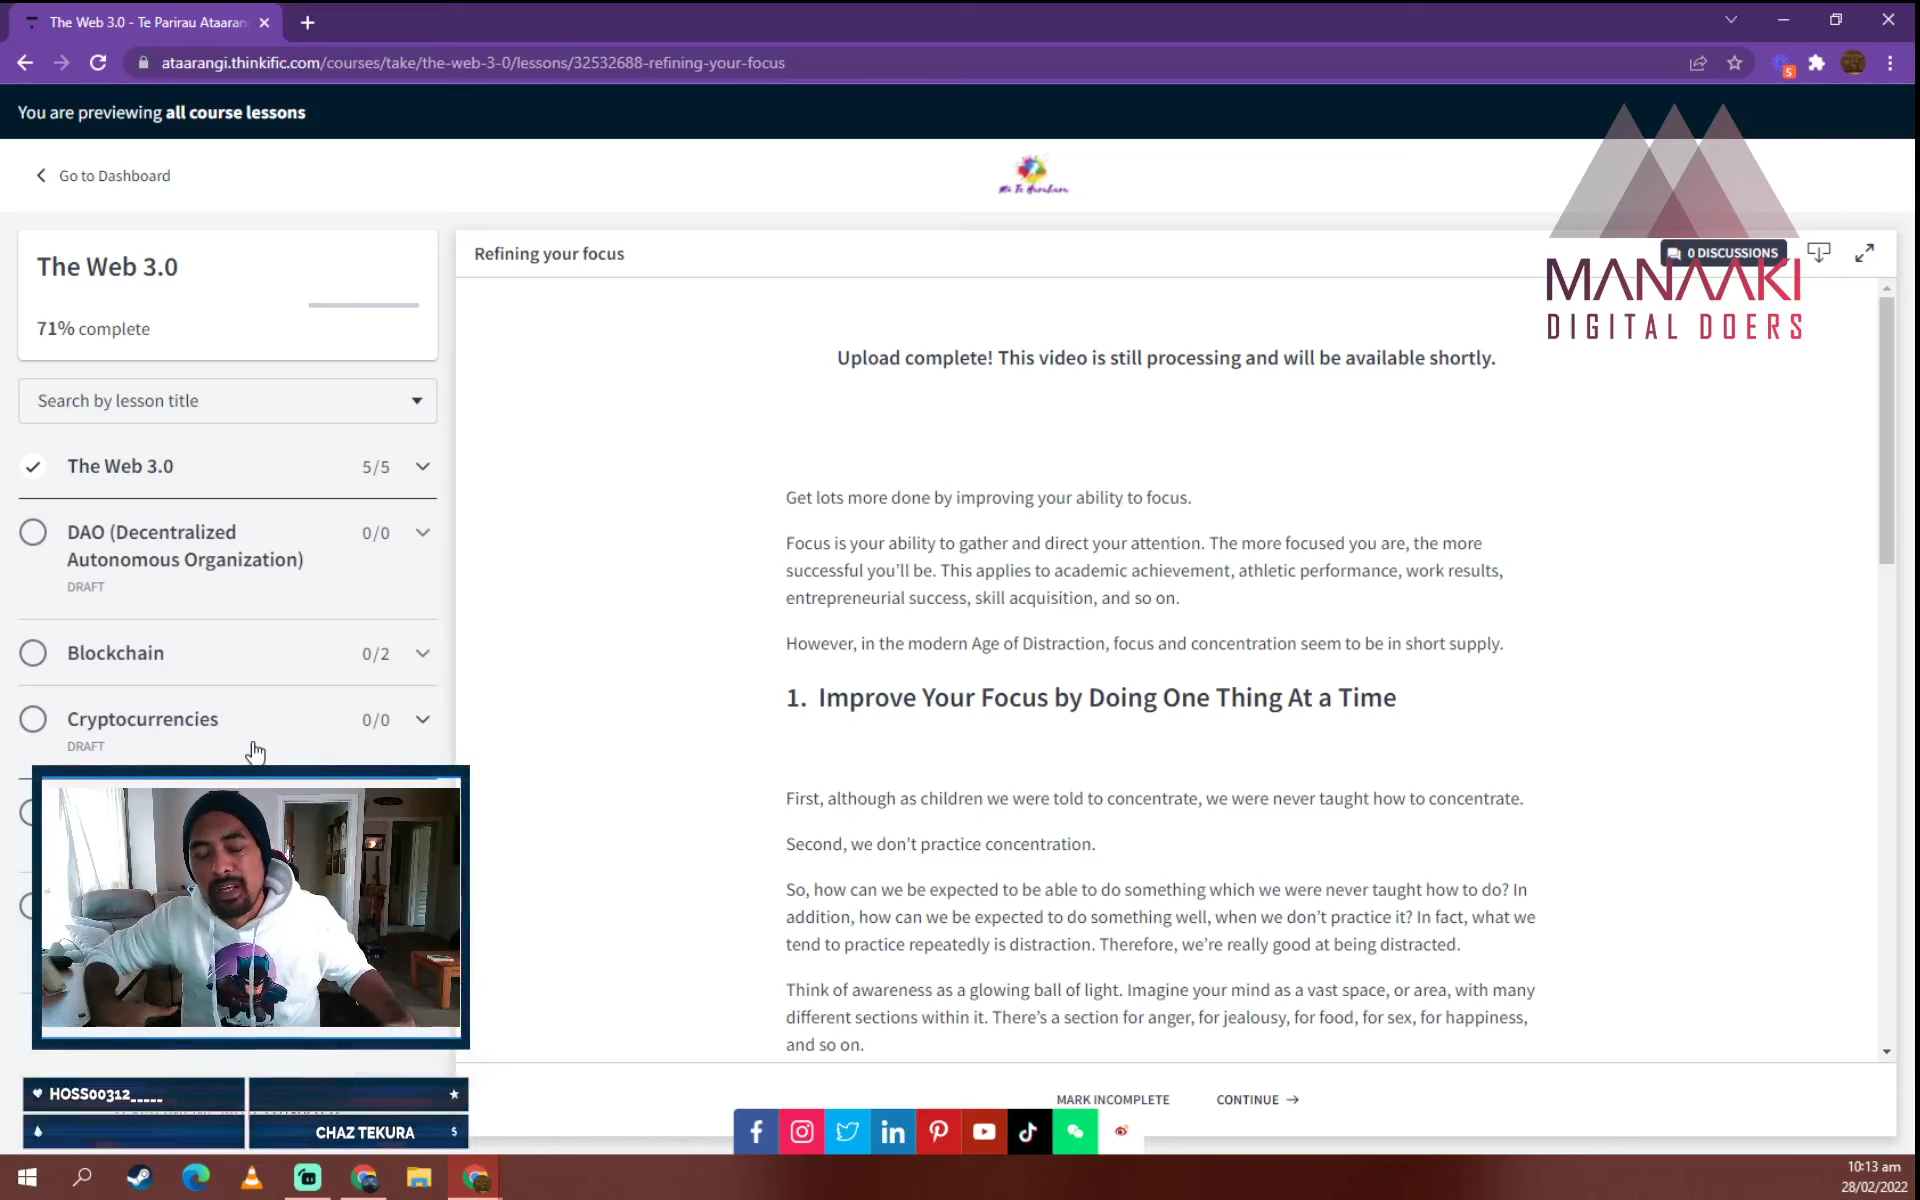 The Web 3.0 - Te Parirau Ataaran
ataarangi.thinkific.com/courses/take/the-web-3-0/lessons/32532688-refining-your-focus
5
You are previewing all course lessons
Go to Dashboard
The Web 3.0
71% complete
Search by lesson title
The Web 3.0 5/5
DAO (Decentralized 0/0
Autonomous Organization)
DRAFT
Blockchain 0/2
Cryptocurrencies 0/0
DRAFT
Refining your focus
0 DISCUSSIONS
MANAAKI
DIGITAL DOERS
Upload complete! This video is still processing and will be available shortly.
Get lots more done by improving your ability to focus.
Focus is your ability to gather and direct your attention. The more focused you are, the more
successful you'll be. This applies to academic achievement, athletic performance, work results,
entrepreneurial success, skill acquisition, and so on.
However, in the modern Age of Distraction, focus and concentration seem to be in short supply.
1. Improve Your Focus by Doing One Thing At a Time
First, although as children we were told to concentrate, we were never taught how to concentrate.
Second, we don't practice concentration.
So, how can we be expected to be able to do something which we were never taught how to do? In
addition, how can we be expected to do something well, when we don't practice it? In fact, what we
tend to practice repeatedly is distraction. Therefore, we're really good at being distracted.
Think of awareness as a glowing ball of light. Imagine your mind as a vast space, or area, with many
different sections within it. There's a section for anger, for jealousy, for food, for sex, for happiness,
and so on.
MARK INCOMPLETE CONTINUE
HOSS00312_____
CHAZ TEKURA $
10:13 am
28/02/2022